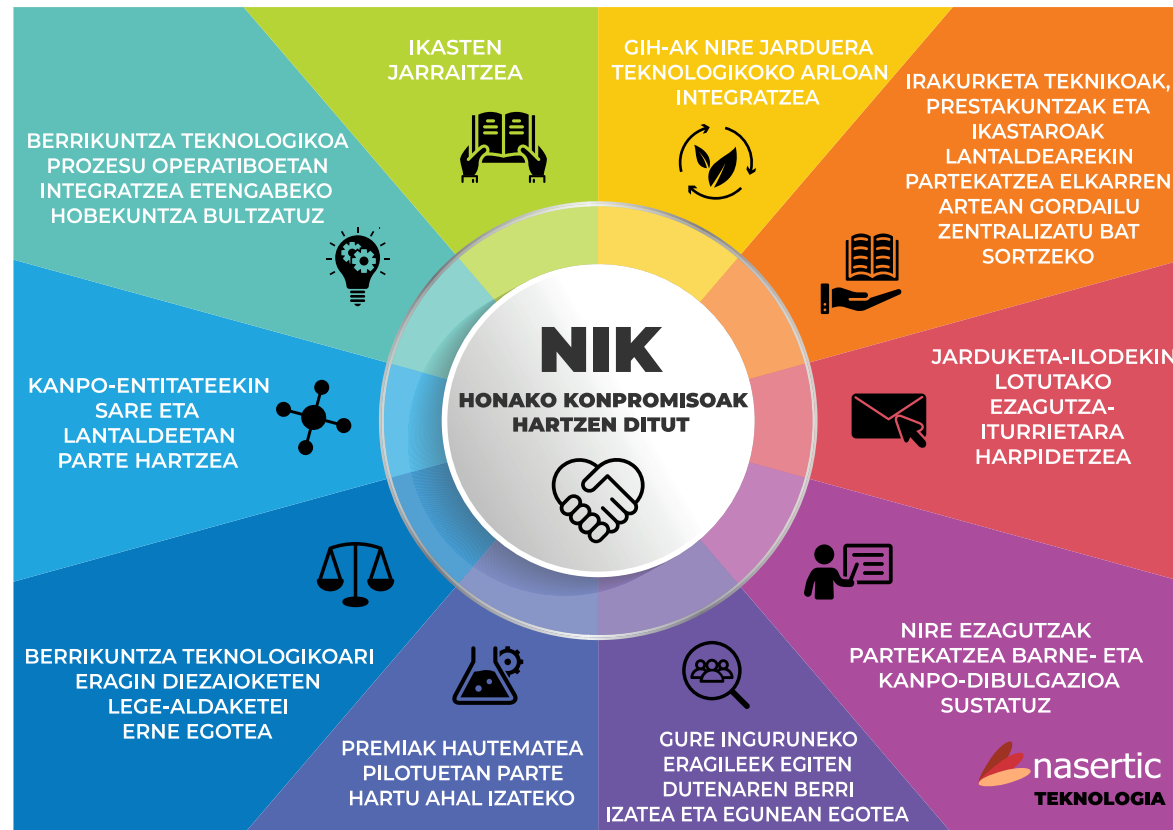 IKASTEN
JARRAITZEA
GIH-AK NIRE JARDUERA
TEKNOLOGIKOKO ARLOAN
INTEGRATZEA
IRAKURKETA TEKNIKOAK,
PRESTAKUNTZAK ETA
IKASTAROAK
LANTALDEAREKIN
PARTEKATZEA ELKARREN
ARTEAN GORDAILU
ZENTRALIZATU BAT
SORTZEKO
BERRIKUNTZA TEKNOLOGIKOA
PROZESU OPERATIBOETAN
INTEGRATZEA ETENGABEKO
HOBEKUNTZA BULTZATUZ
NIK
HONAKO KONPROMISOAK
HARTZEN DITUT
JARDUKETA-ILODEKIN
LOTUTAKO
EZAGUTZA-
ITURRIETARA
HARPIDETZEA
KANPO-ENTITATEEKIN
SARE ETA
LANTALDEETAN
PARTE HARTZEA
NIRE EZAGUTZAK
PARTEKATZEA BARNE- ETA
KANPO-DIBULGAZIOA
SUSTATUZ
BERRIKUNTZA TEKNOLOGIKOARI
ERAGIN DIEZAIOKETEN
LEGE-ALDAKETEI
ERNE EGOTEA
PREMIAK HAUTEMATEA
PILOTUETAN PARTE
HARTU AHAL IZATEKO
GURE INGURUNEKO
ERAGILEEK EGITEN
DUTENAREN BERRI
IZATEA ETA EGUNEAN EGOTEA
nasertic
TEKNOLOGIA